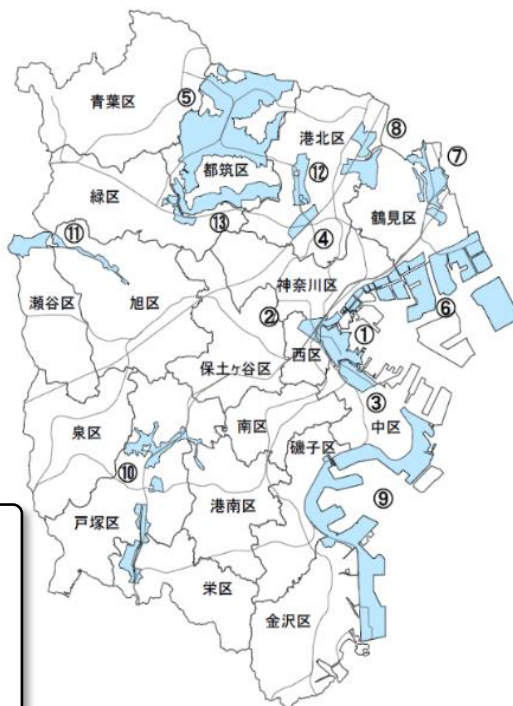 青葉区
⑤
港北区
⑧
⑦
都筑区
⑫
緑区
⑬
鶴見区
④
⑪
神奈川区
瀬谷区
旭区
②
⑥
①
西区
保土ヶ谷区
③
中区
泉区
南区
磯子区
⑩
⑨
戸塚区
港南区
栄区
金沢区